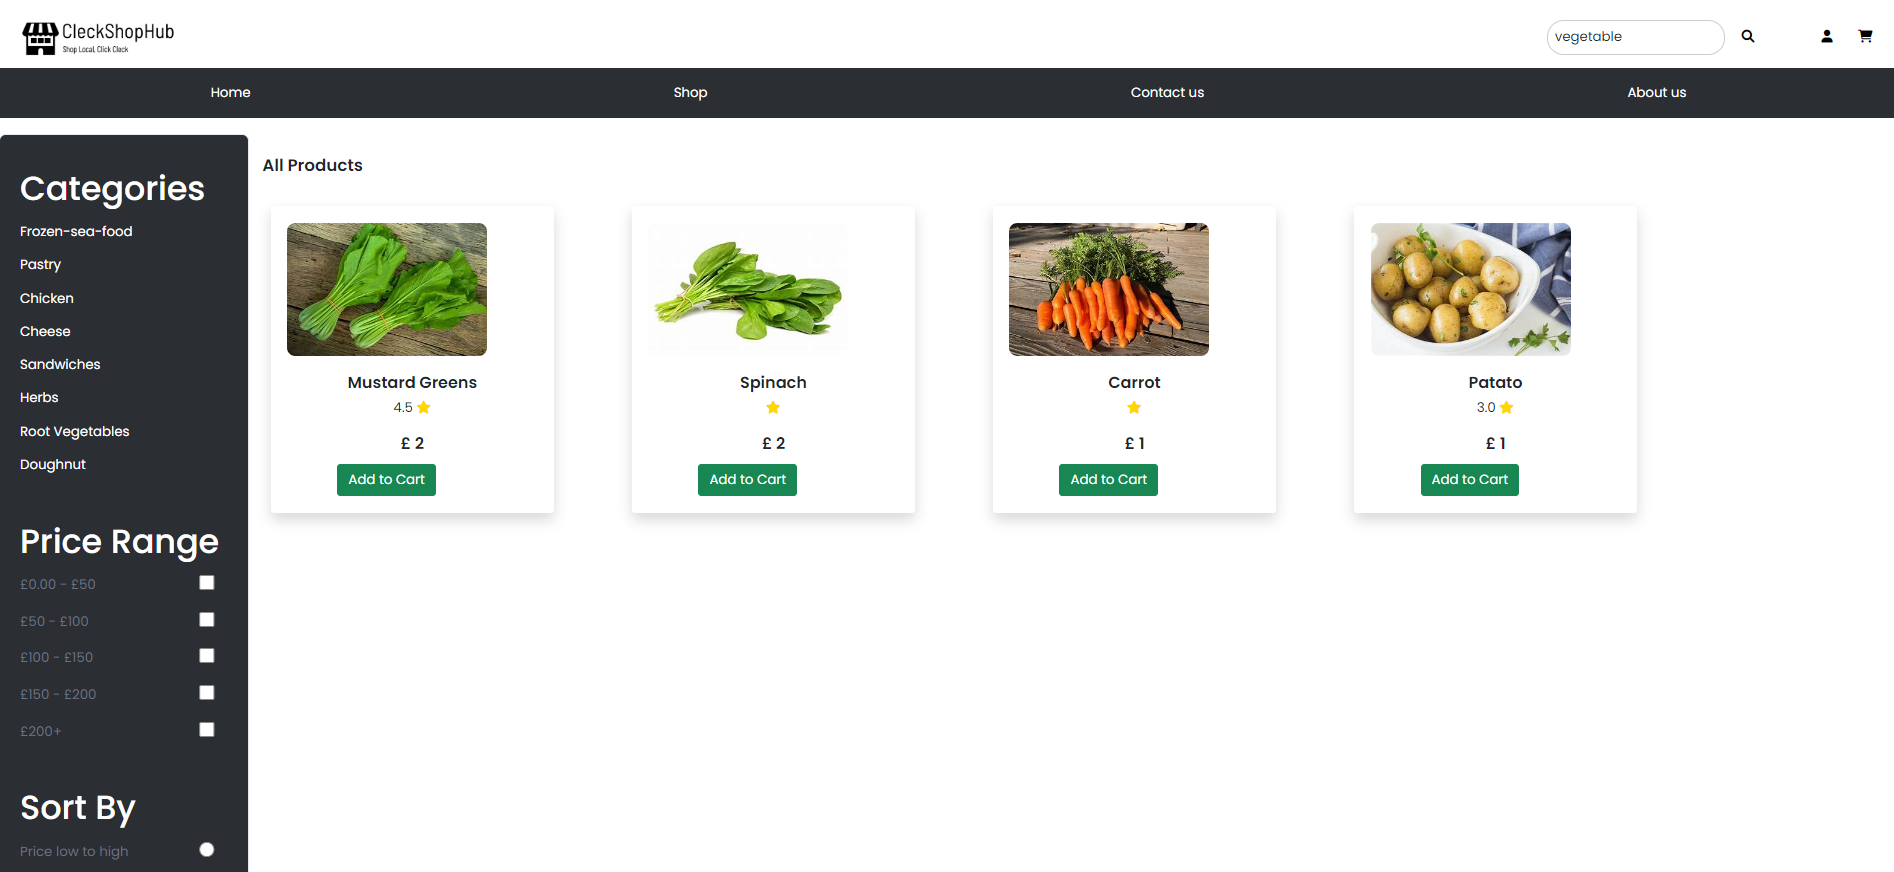 CleckShopHub
Shop Local, Click Cleck
vegetable
Home
Shop
Contact us
About us
Categories
Frozen-sea-food
Pastry
Chicken
Cheese
Sandwiches
Herbs
Root Vegetables
Doughnut
Price Range
£0.00 - £50
£50 - £100
£100 - £150
£150 - £200
£200+
Sort By
Price low to high
All Products
Mustard Greens
4.5
£ 2
Add to Cart
Spinach
£ 2
Add to Cart
Carrot
£ 1
Add to Cart
Patato
3.0
£ 1
Add to Cart